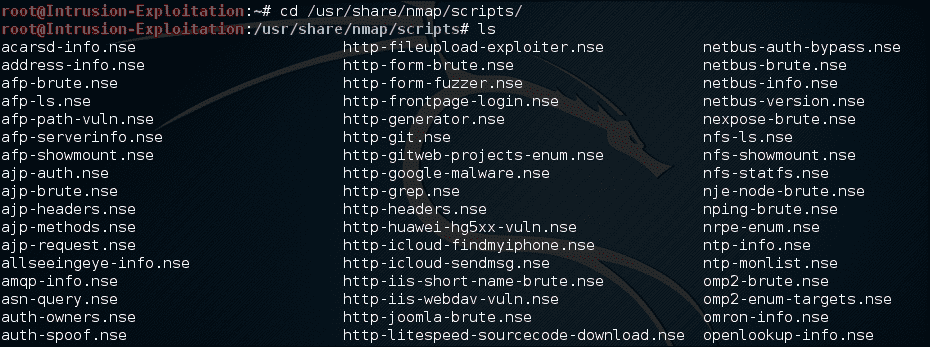 root@Intrusion-Exploitation:~# cd /usr/share/nmap/scripts/
root@Intrusion-Exploitation:/usr/share/nmap/scripts# ls
acarsd-info.nse http-fileupload-exploiter.nse netbus-auth-bypass.nse
address-info.nse http-form-brute.nse netbus-brute.nse
afp-brute.nse http-form-fuzzer.nse netbus-info.nse
afp-ls.nse http-frontpage-login.nse netbus-version.nse
afp-path-vuln.nse http-generator.nse nexpose-brute.nse
afp-serverinfo.nse http-git.nse nfs-ls.nse
afp-showmount.nse http-gitweb-projects-enum.nse nfs-showmount.nse
ajp-auth.nse http-google-malware.nse nfs-statfs.nse
ajp-brute.nse http-grep.nse nje-node-brute.nse
ajp-headers.nse http-headers.nse nping-brute.nse
ajp-methods.nse http-huawei-hg5xx-vuln.nse nrpe-enum.nse
ajp-request.nse http-icloud-findmyiphone.nse ntp-info.nse
allseeingeye-info.nse http-icloud-sendmsg.nse ntp-monlist.nse
amqp-info.nse http-iis-short-name-brute.nse omp2-brute.nse
asn-query.nse http-iis-webdav-vuln.nse omp2-enum-targets.nse
auth-owners.nse http-joomla-brute.nse omron-info.nse
auth-spoof.nse http-litespeed-sourcecode-download.nse openlookup-info.nse